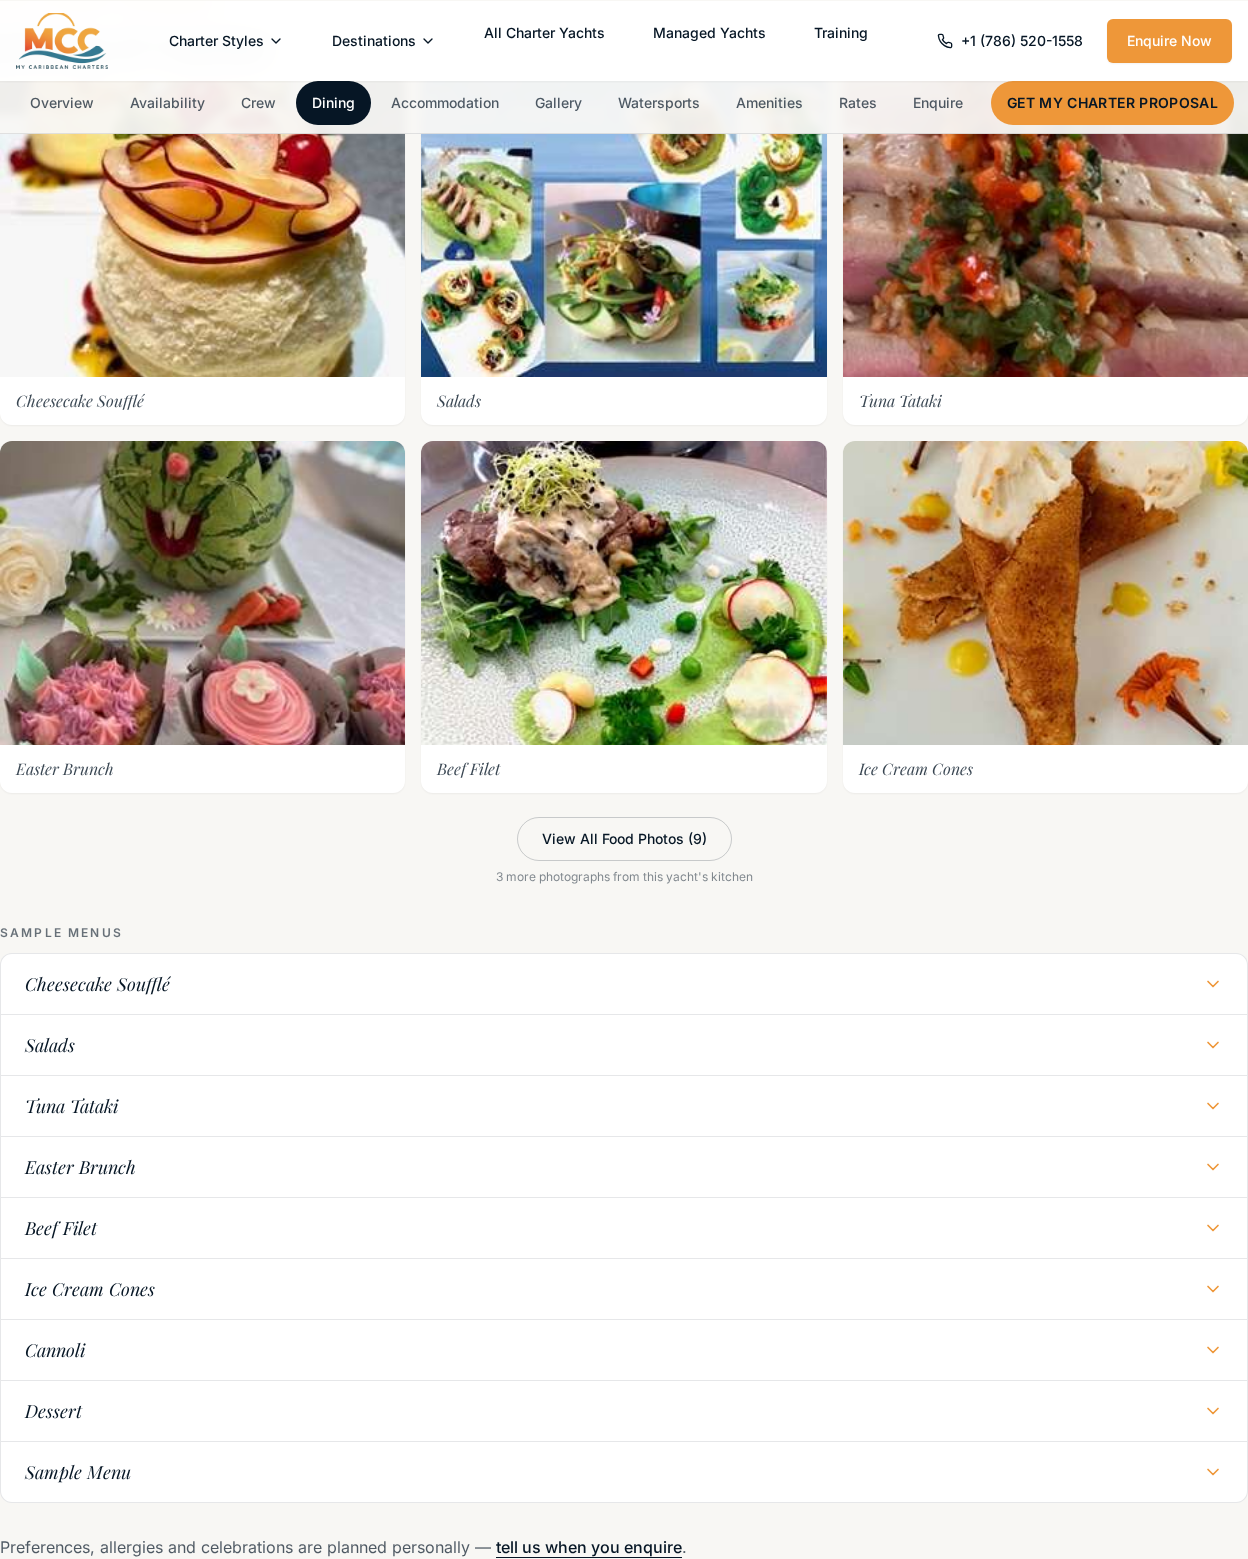 MCC
MY CARIBBEAN CHARTERS
Charter Styles
Destinations
All Charter Yachts
Managed Yachts
Training
+1 (786) 520-1558
Enquire Now
Overview
Availability
Crew
Dining
Accommodation
Gallery
Watersports
Amenities
Rates
Enquire
GET MY CHARTER PROPOSAL
Cheesecake Soufflé
Salads
Tuna Tataki
Easter Brunch
Beef Filet
Ice Cream Cones
View All Food Photos (9)
3 more photographs from this yacht's kitchen
SAMPLE MENUS
Cheesecake Soufflé
Salads
Tuna Tataki
Easter Brunch
Beef Filet
Ice Cream Cones
Cannoli
Dessert
Sample Menu
Preferences, allergies and celebrations are planned personally — tell us when you enquire.